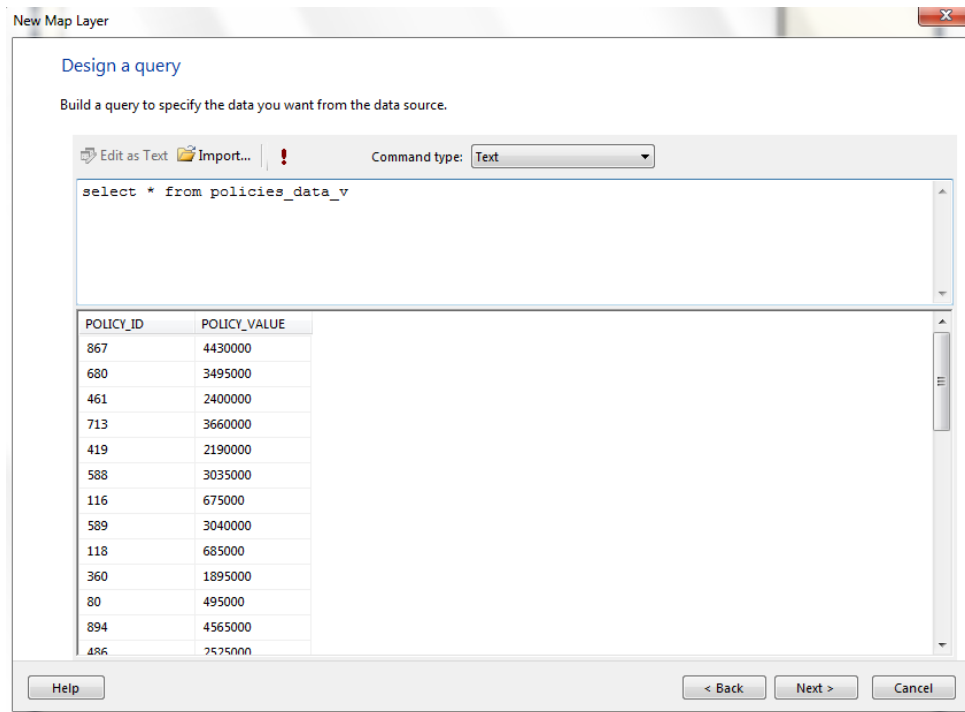 New Map Layer
Design a query
Build a query to specify the data you want from the data source.
Edit as Text Import... ! Command type: Text
select * from policies_data_v
POLICY_ID POLICY_VALUE
867 4430000
680 3495000
461 2400000
713 3660000
419 2190000
588 3035000
116 675000
589 3040000
118 685000
360 1895000
80 495000
894 4565000
486 2525000
Help < Back Next > Cancel